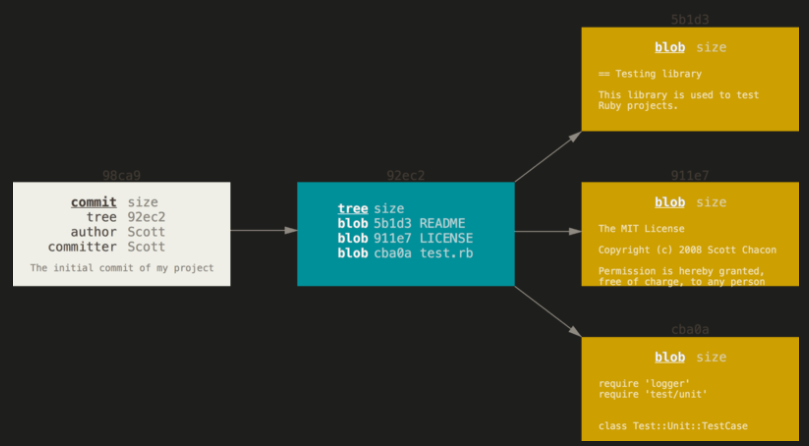 98ca9
commit size
tree 92ec2
author Scott
committer Scott
The initial commit of my project
92ec2
tree size
blob 5b1d3 README
blob 911e7 LICENSE
blob cba0a test.rb
5b1d3
blob size
== Testing library
This library is used to test
Ruby projects.
911e7
blob size
The MIT License
Copyright (c) 2008 Scott Chacon
Permission is hereby granted,
free of charge, to any person
cba0a
blob size
require 'logger'
require 'test/unit'
class Test::Unit::TestCase